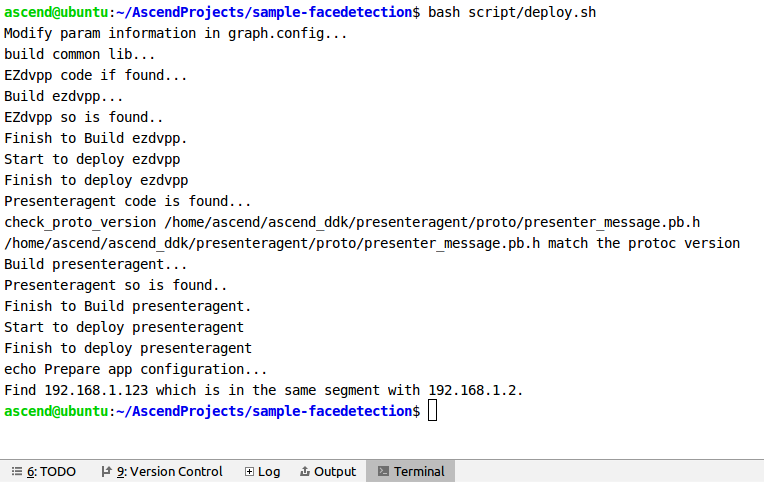 ascend@ubuntu:~/AscendProjects/sample-facedetection$ bash script/deploy.sh
Modify param information in graph.config...
build common lib...
EZdvpp code if found...
Build ezdvpp...
EZdvpp so is found..
Finish to Build ezdvpp.
Start to deploy ezdvpp
Finish to deploy ezdvpp
Presenteragent code is found...
check_proto_version /home/ascend/ascend_ddk/presenteragent/proto/presenter_message.pb.h
/home/ascend/ascend_ddk/presenteragent/proto/presenter_message.pb.h match the protoc version
Build presenteragent...
Presenteragent so is found..
Finish to Build presenteragent.
Start to deploy presenteragent
Finish to deploy presenteragent
echo Prepare app configuration...
Find 192.168.1.123 which is in the same segment with 192.168.1.2.
ascend@ubuntu:~/AscendProjects/sample-facedetection$
6: TODO 9: Version Control Log Output Terminal